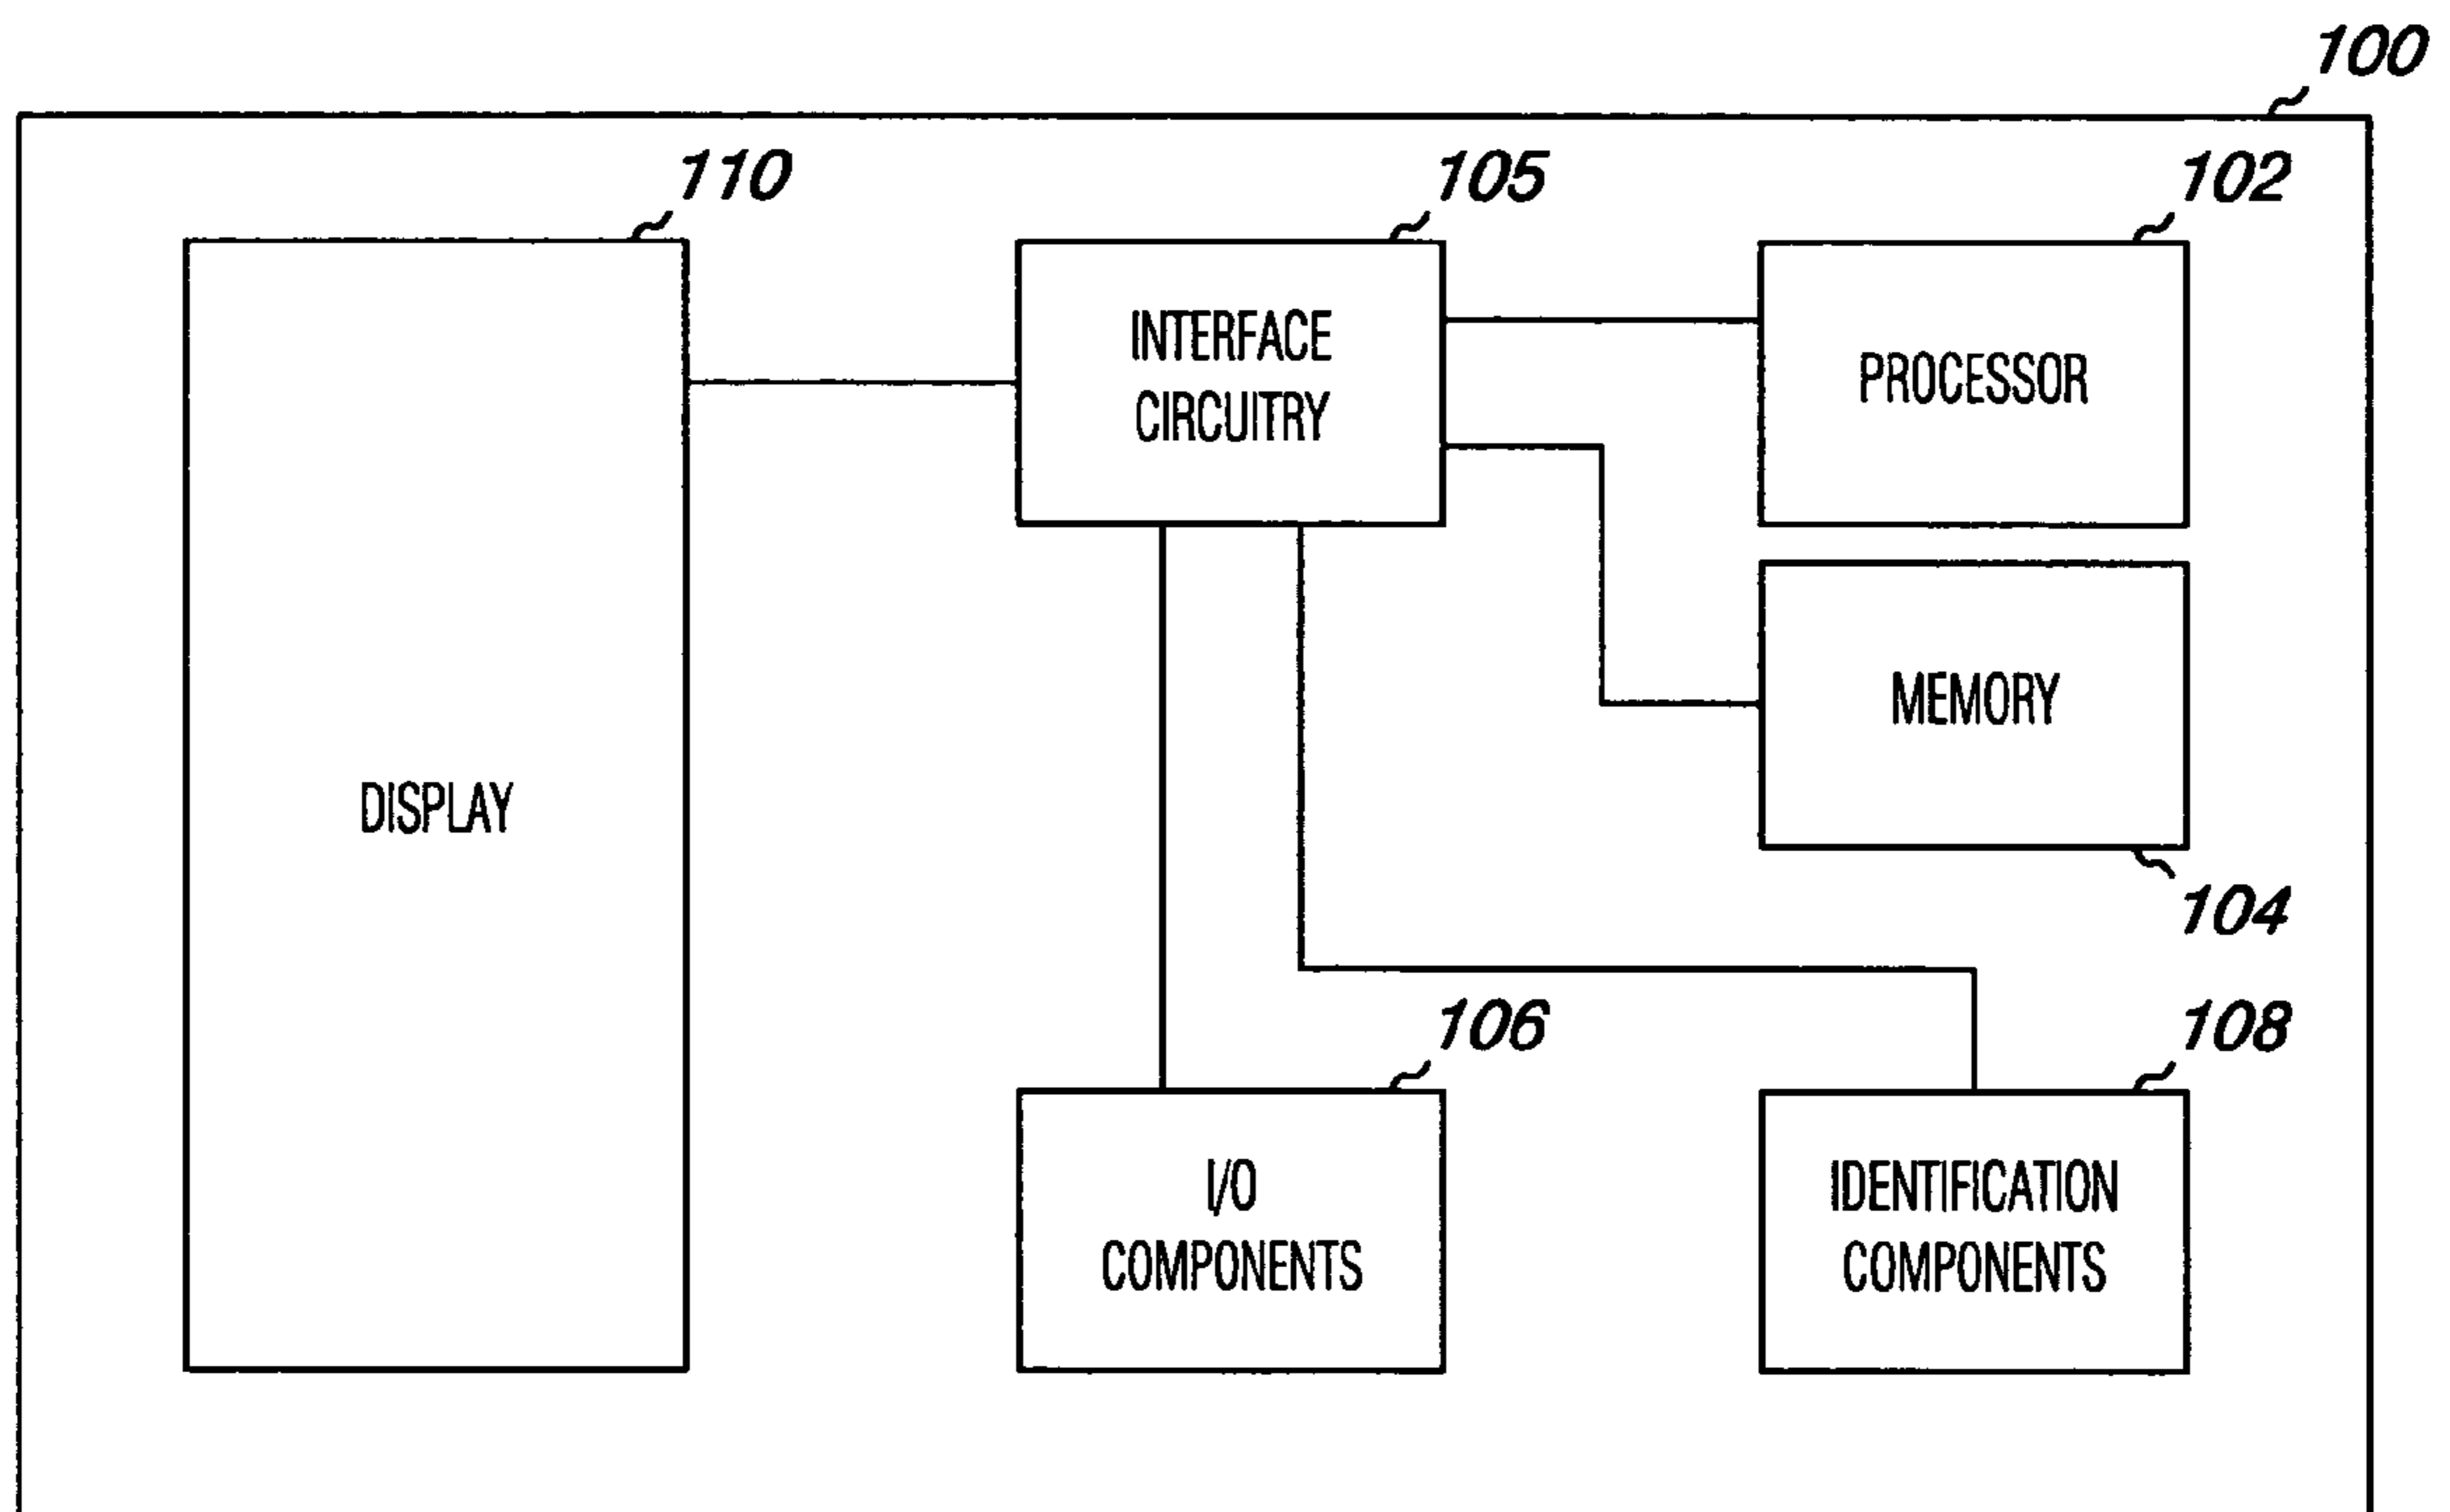 100
110
105
102
INTERFACE
CIRCUITRY
PROCESSOR
MEMORY
DISPLAY
104
106
108
I/O
COMPONENTS
IDENTIFICATION
COMPONENTS